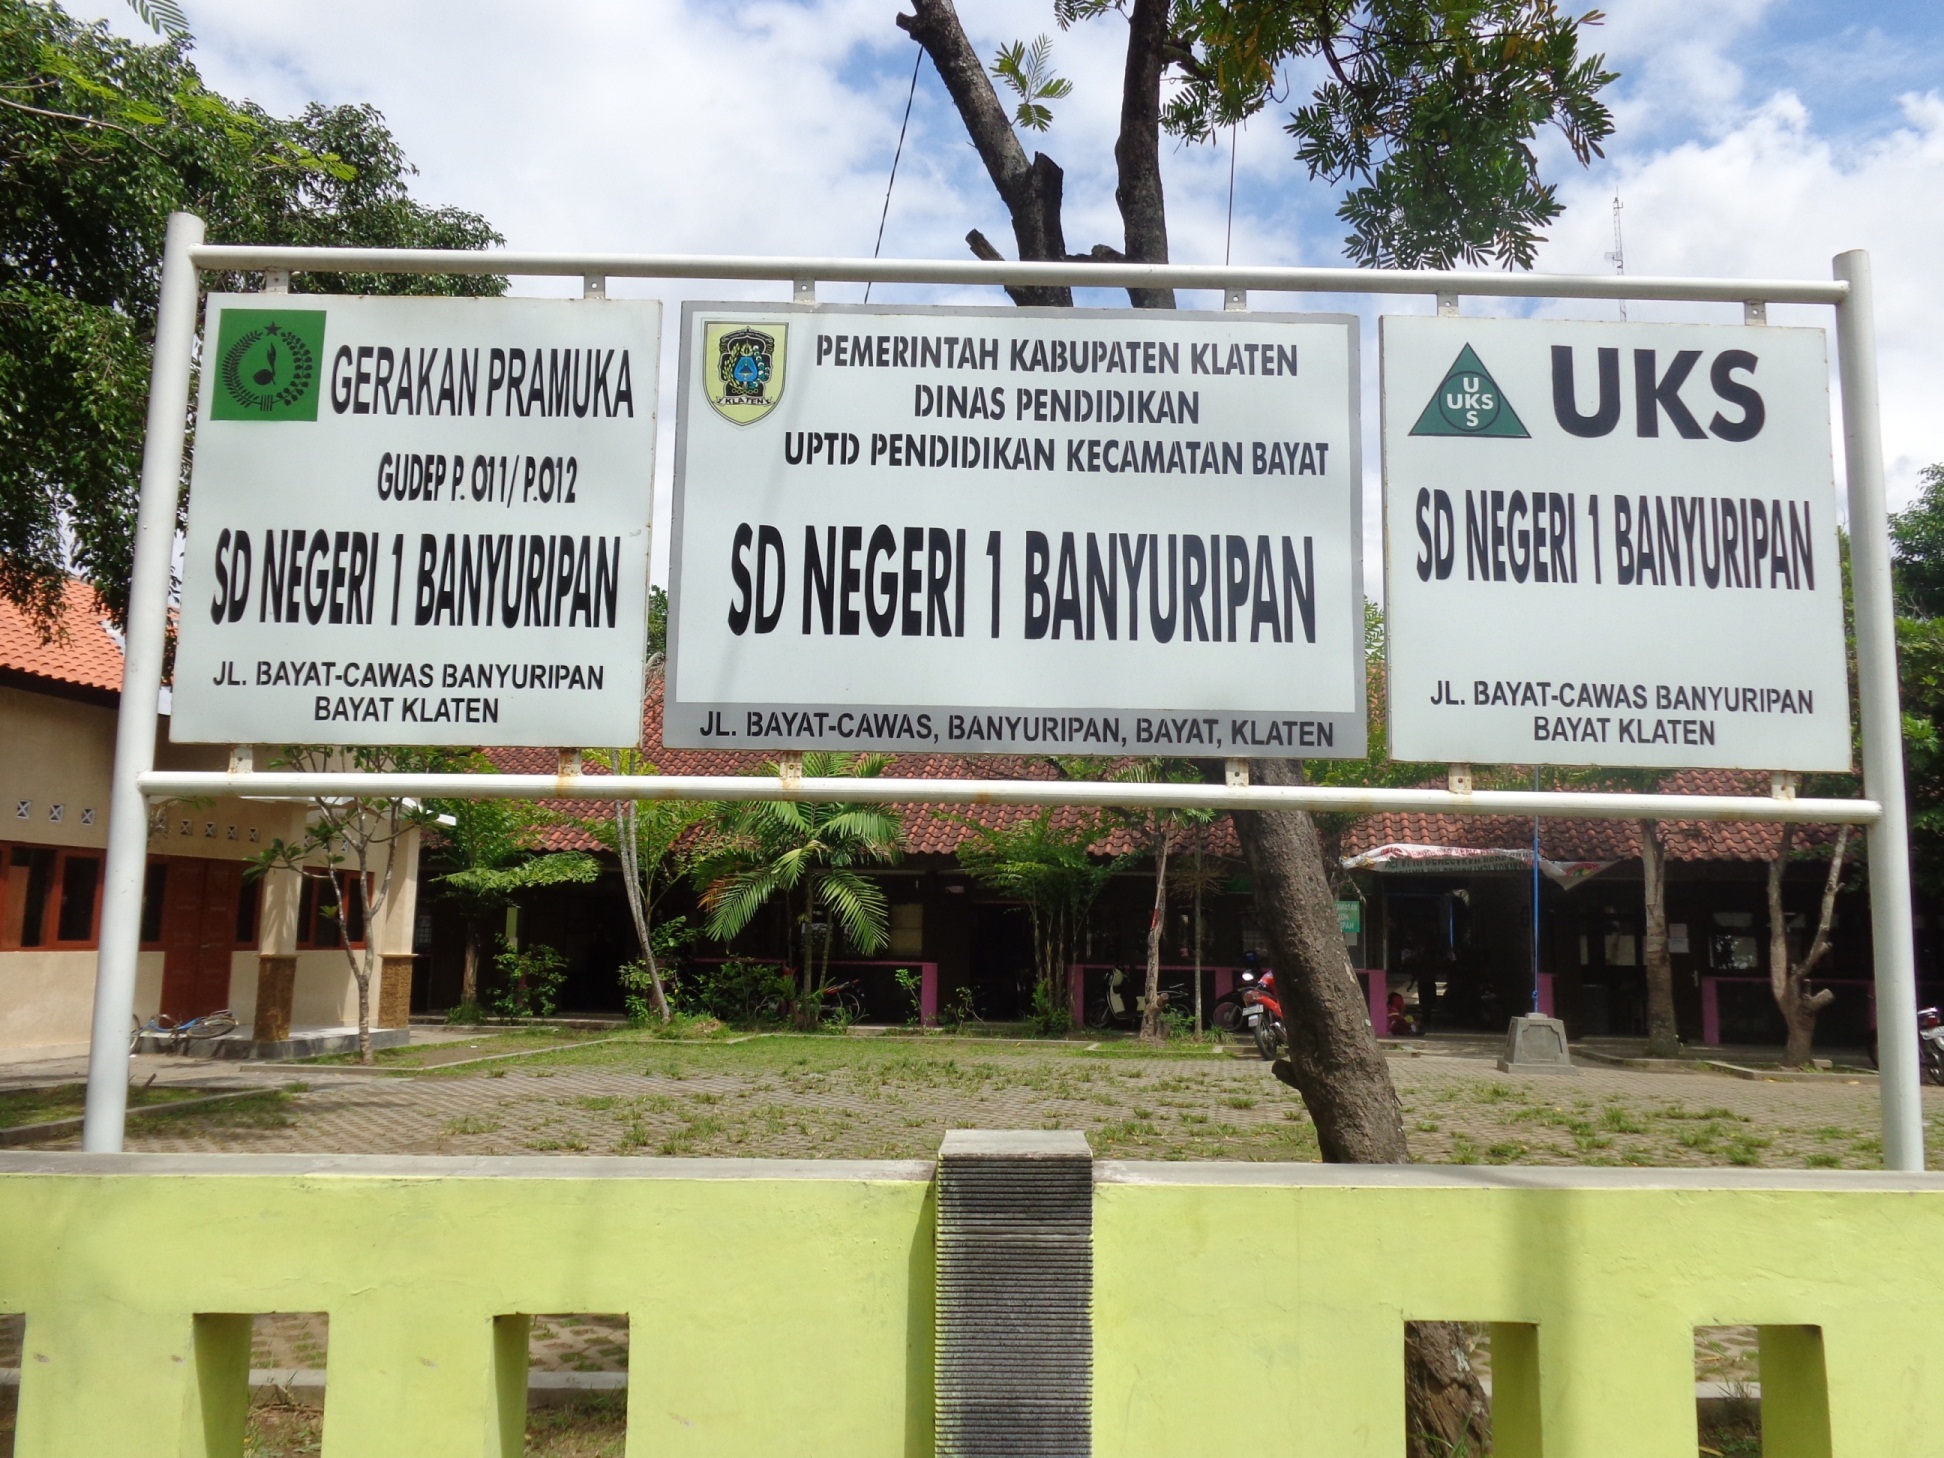 GERAKAN PRAMUKA
GUDEP P. 011/ P.012
SD NEGERI 1 BANYURIPAN
JL. BAYAT-CAWAS BANYURIPAN
BAYAT KLATEN
KLATEN
PEMERINTAH KABUPATEN KLATEN
DINAS PENDIDIKAN
UPTD PENDIDIKAN KECAMATAN BAYAT
SD NEGERI 1 BANYURIPAN
JL. BAYAT-CAWAS, BANYURIPAN, BAYAT, KLATEN
U
UKS
S
UKS
SD NEGERI 1 BANYURIPAN
JL. BAYAT-CAWAS BANYURIPAN
BAYAT KLATEN